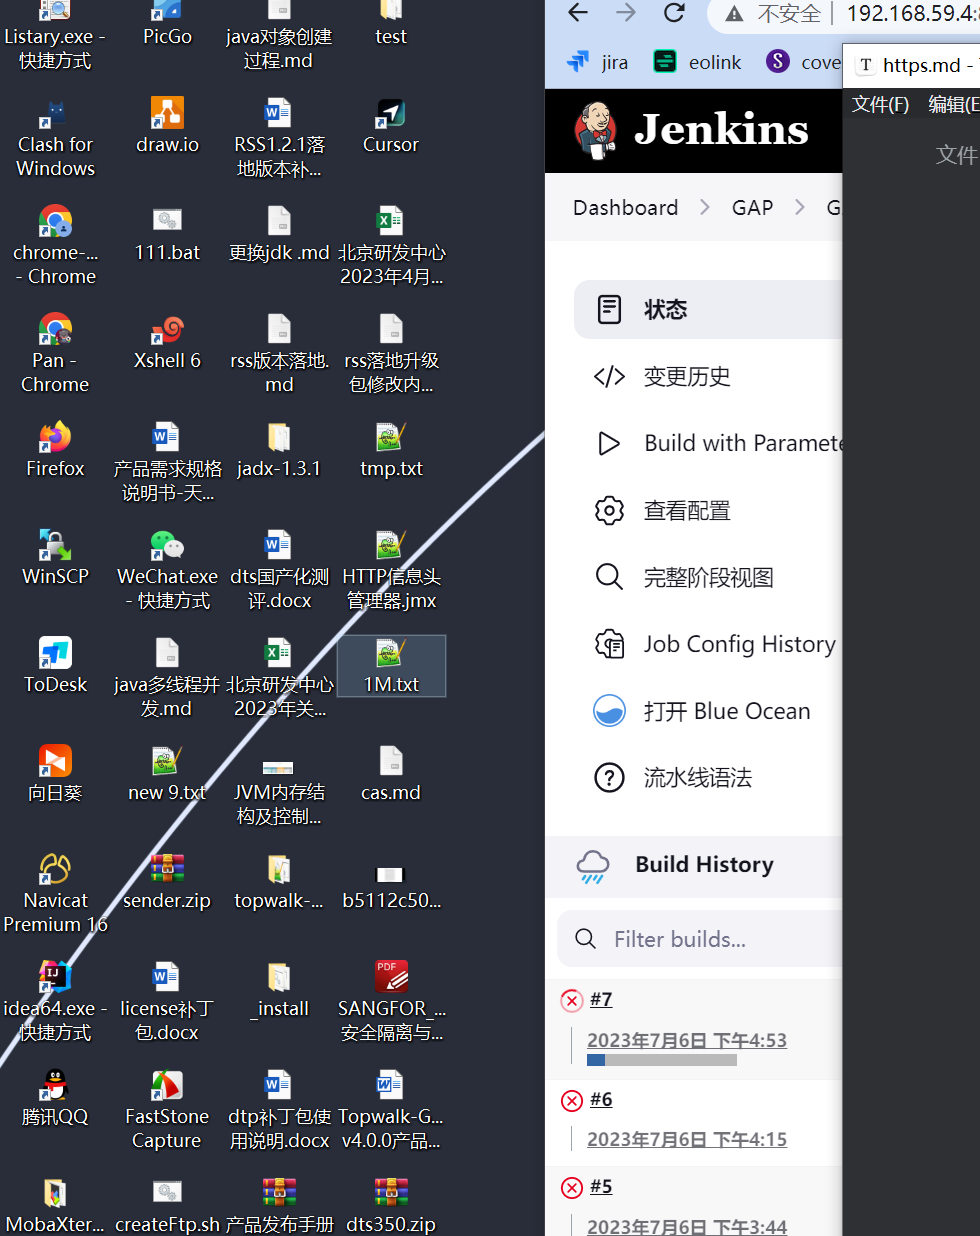 Listary.exe -
快捷方式
PicGo
java对象创建
过程.md
test
Clash for
Windows
draw.io
RSS1.2.1落
地版本补...
Cursor
chrome-...
- Chrome
111.bat
更换jdk .md
北京研发中心
2023年4月...
Pan -
Chrome
Xshell 6
rss版本落地.
md
rss落地升级
包修改内...
Firefox
产品需求规格
说明书-天...
jadx-1.3.1
tmp.txt
WinSCP
WeChat.exe
- 快捷方式
dts国产化测
评.docx
HTTP信息头
管理器.jmx
ToDesk
java多线程并
发.md
北京研发中心
2023年关...
1M.txt
向日葵
new 9.txt
JVM内存结
构及控制...
cas.md
Navicat
Premium 16
sender.zip
topwalk-...
b5112c50...
idea64.exe -
快捷方式
license补丁
包.docx
_install
PDF
SANGFOR_...
安全隔离与...
腾讯QQ
FastStone
Capture
dtp补丁包使
用说明.docx
Topwalk-G...
v4.0.0产品...
MobaXter...
createFtp.sh
产品发布手册
dts350.zip
不安全
192.168.59.4:
jira
eolink
cove
T https.md -
文件(F) 编辑(E
文件
Jenkins
Dashboard
GAP
G
状态
变更历史
Build with Paramete
查看配置
完整阶段视图
Job Config History
打开 Blue Ocean
流水线语法
Build History
Filter builds...
#7
2023年7月6日 下午4:53
#6
2023年7月6日 下午4:15
#5
2023年7月6日 下午3:44